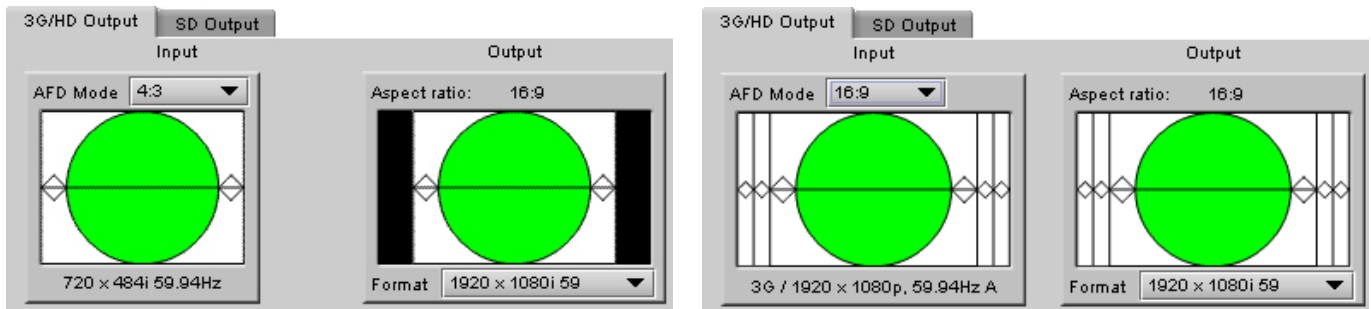 3G/HD Output
SD Output
Input
Output
AFD Mode 4:3
Aspect ratio: 16:9
720 x 484i 59.94Hz
Format 1920 x 1080i 59
3G/HD Output
SD Output
Input
Output
AFD Mode 16:9
Aspect ratio: 16:9
3G / 1920 x 1080p, 59.94Hz A
Format 1920 x 1080i 59